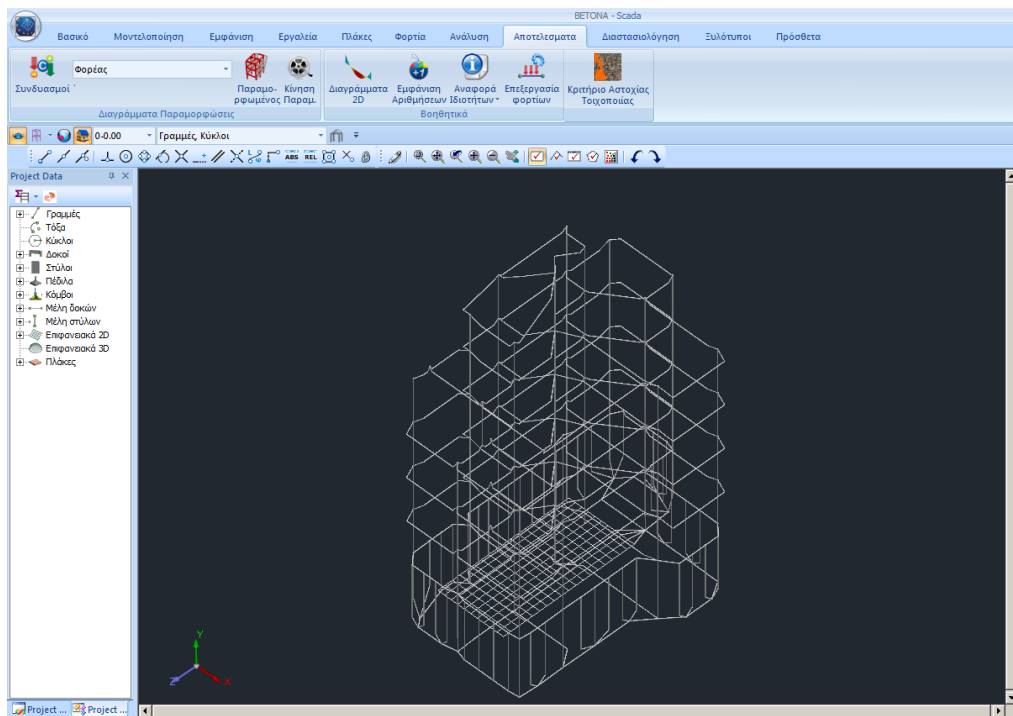 BETONA - Scada
Βασικό Μοντελοποίηση Εμφάνιση Εργαλεία Πλάκες Φορτία Ανάλυση Αποτελεσματα Διαστασιολόγηση Ξυλότυποι Πρόσθετα
Συνδυασμοί
Φορέας
Παραμο-
ρφωμένος
Κίνηση
Παραμ.
Διαγράμματα Παραμορφώσεις
Διαγράμματα
2D
Εμφάνιση
Αριθμήσεων
Αναφορά
Ιδιοτήτων
Επεξεργασία
φορτίων
Βοηθητικά
Κριτήριο Αστοχίας
Τοιχοποιίας
0-0.00 Γραμμές, Κύκλοι
ABS REL
Project Data
Γραμμές
Τόξα
Κύκλοι
Δοκοί
Στύλοι
Πέδιλα
Κόμβοι
Μέλη δοκών
Μέλη στύλων
Επιφανειακά 2D
Επιφανειακά 3D
Πλάκες
Y
Z X
Project ... Project ...